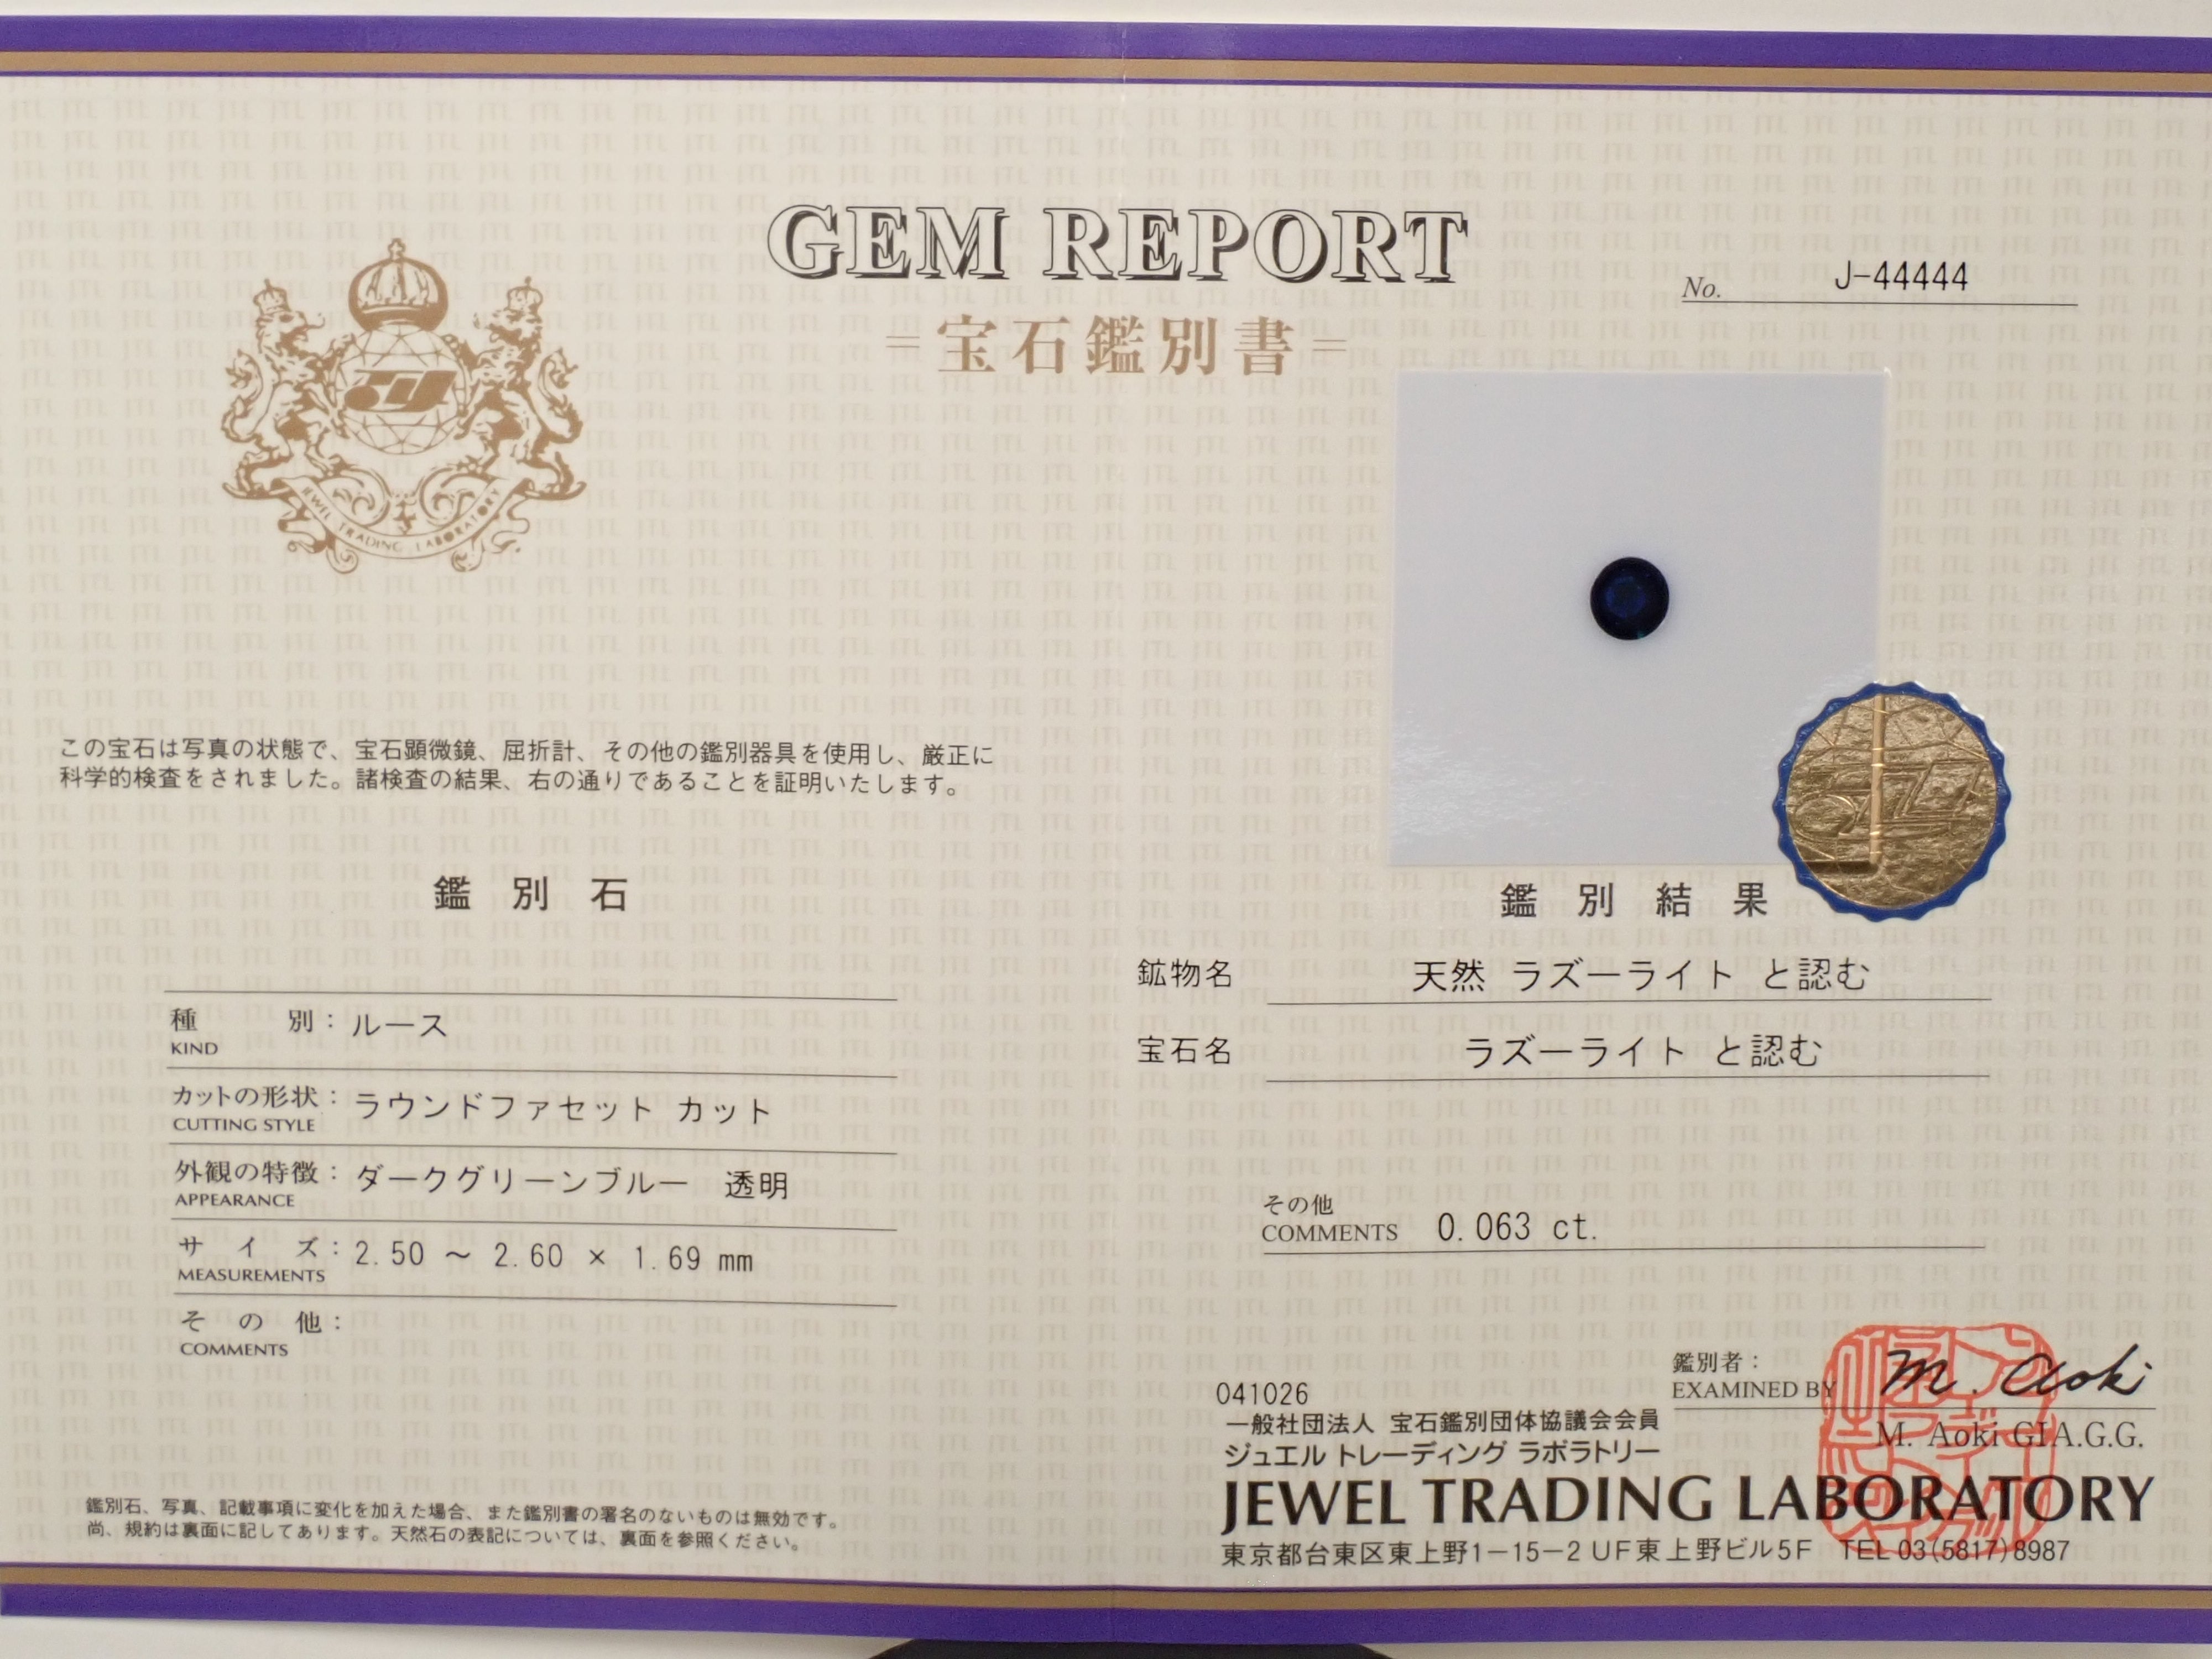 GEM REPORT
=宝石鑑別書=
No. J-44444
JEWEL TRADING LABORATORY
この宝石は写真の状態で、宝石顕微鏡、屈折計、その他の鑑別器具を使用し、厳正に
科学的検査をされました。諸検査の結果、右の通りであることを証明いたします。
鑑別石
種別: ルース
KIND
カットの形状: ラウンドファセット カット
CUTTING STYLE
外観の特徴: ダークグリーンブルー 透明
APPEARANCE
サイズ: 2.50 ～ 2.60 × 1.69 mm
MEASUREMENTS
その他:
COMMENTS
鑑別石、写真、記載事項に変化を加えた場合、また鑑別書の署名のないものは無効です。
尚、規約は裏面に記してあります。天然石の表記については、裏面を参照ください。
鑑別結果
鉱物名 天然 ラズーライト と認む
宝石名 ラズーライト と認む
その他
COMMENTS 0.063 ct.
鑑別者:
EXAMINED BY M. Aoki
M. Aoki GIA.G.G.
041026
一般社団法人 宝石鑑別団体協議会会員
ジュエル トレーディング ラボラトリー
JEWEL TRADING LABORATORY
東京都台東区東上野1－15－2 UF東上野ビル5F TEL 03(5817)8987